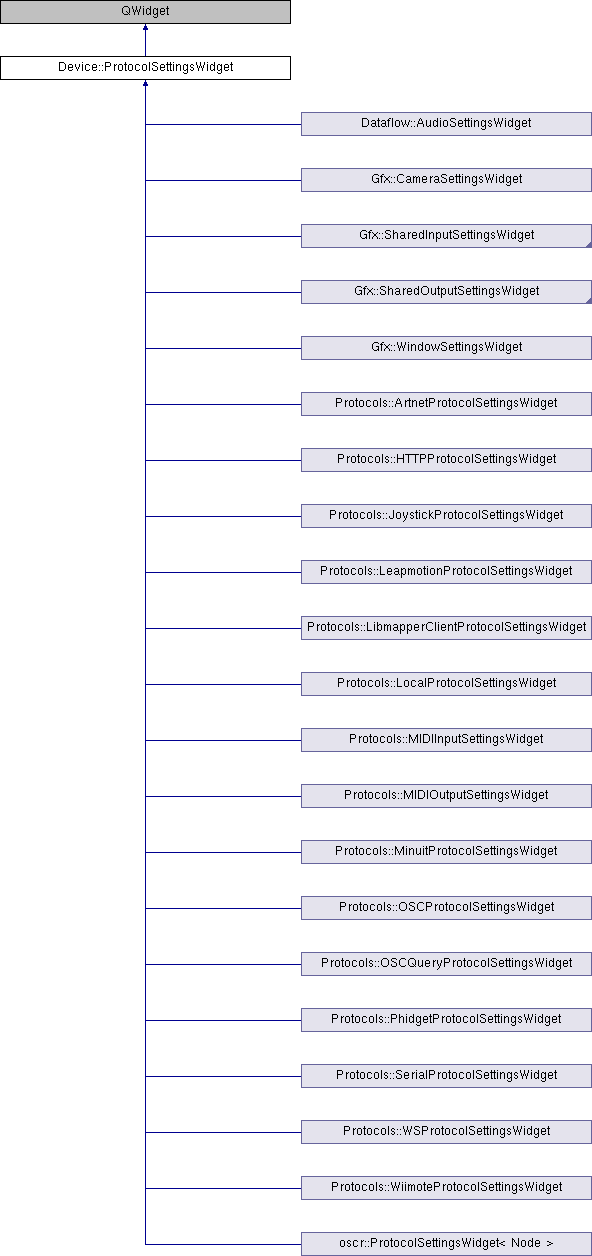 QWidget
Device::ProtocolSettingsWidget
Dataflow::AudioSettingsWidget
Gfx::CameraSettingsWidget
Gfx::SharedInputSettingsWidget
Gfx::SharedOutputSettingsWidget
Gfx::WindowSettingsWidget
Protocols::ArtnetProtocolSettingsWidget
Protocols::HTTPProtocolSettingsWidget
Protocols::JoystickProtocolSettingsWidget
Protocols::LeapmotionProtocolSettingsWidget
Protocols::LibmapperClientProtocolSettingsWidget
Protocols::LocalProtocolSettingsWidget
Protocols::MIDIInputSettingsWidget
Protocols::MIDIOutputSettingsWidget
Protocols::MinuitProtocolSettingsWidget
Protocols::OSCProtocolSettingsWidget
Protocols::OSCQueryProtocolSettingsWidget
Protocols::PhidgetProtocolSettingsWidget
Protocols::SerialProtocolSettingsWidget
Protocols::WSProtocolSettingsWidget
Protocols::WiimoteProtocolSettingsWidget
oscr::ProtocolSettingsWidget< Node >